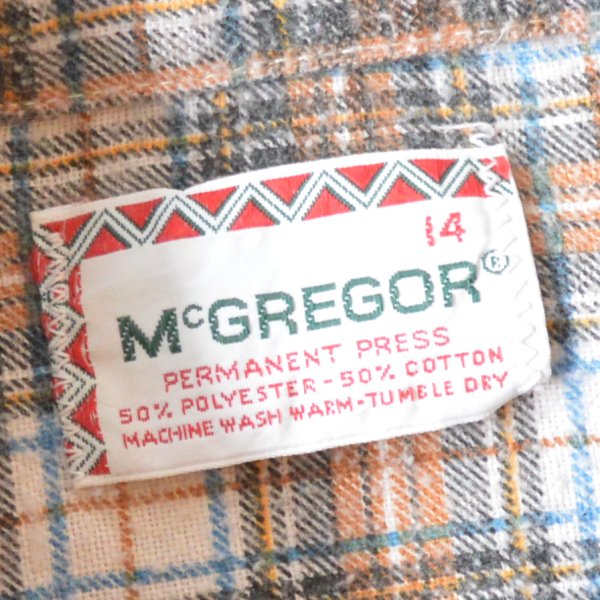 14
McGREGOR®
PERMANENT PRESS
50% POLYESTER-50% COTTON
MACHINE WASH WARM-TUMBLE DRY